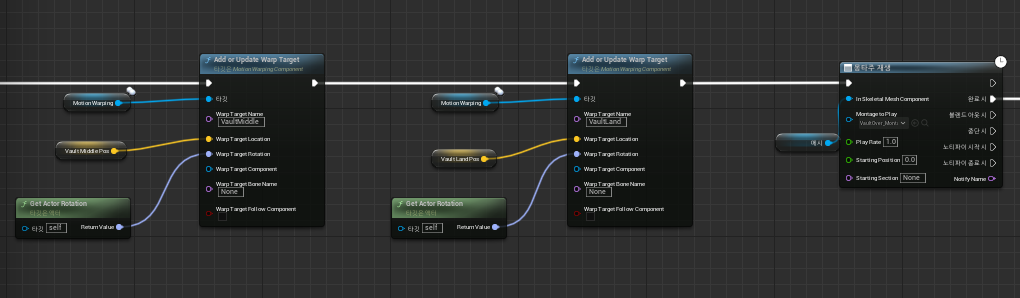 Add or Update Warp Target
타깃은 Motion Warping Component
Motion Warping
타깃
Warp Target Name
VaultMiddle
Vault Middle Pos
Warp Target Location
Warp Target Rotation
Warp Target Component
Warp Target Bone Name
None
Warp Target Follow Component
Get Actor Rotation
타깃은 액터
타깃 self
Return Value
Add or Update Warp Target
타깃은 Motion Warping Component
Motion Warping
타깃
Warp Target Name
VaultLand
Vault Land Pos
Warp Target Location
Warp Target Rotation
Warp Target Component
Warp Target Bone Name
None
Warp Target Follow Component
Get Actor Rotation
타깃은 액터
타깃 self
Return Value
몽타주 재생
In Skeletal Mesh Component
완료 시
Montage to Play
VaultOver_Mont
블렌드 아웃 시
중단 시
메시
Play Rate 1.0
노티파이 시작 시
Starting Position 0.0
노티파이 종료 시
Starting Section None
Notify Name